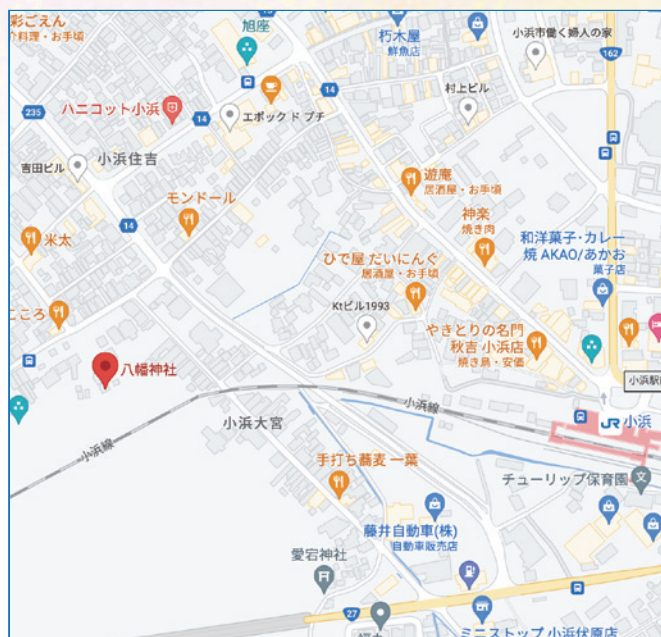 彩ごえん
介料理・お手頃
旭座
朽木屋
鮮魚店
小浜市働く婦人の家
162
235
ハニコット小浜
14
14
エポック ド プチ
村上ビル
小浜住吉
吉田ビル
遊庵
居酒屋・お手頃
14
モンドール
神楽
焼き肉
米太
ひで屋 だいにんぐ
居酒屋・お手頃
和洋菓子・カレー
焼 AKAO/あかお
菓子店
こころ
Ktビル1993
やきとりの名門
秋吉 小浜店
焼き鳥・安価
八幡神社
小浜駅
小浜線
小浜大宮
JR 小浜
小浜線
手打ち蕎麦 一葉
チューリップ保育園
藤井自動車(株)
自動車販売店
愛宕神社
27
ミニストップ 小浜伏原店